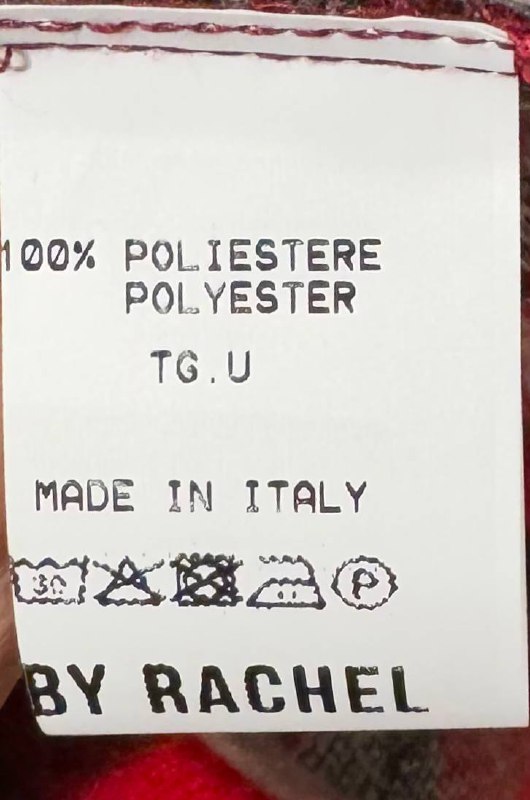 100% POLIESTERE
POLYESTER
TG.U
MADE IN ITALY
30 P
BY RACHEL